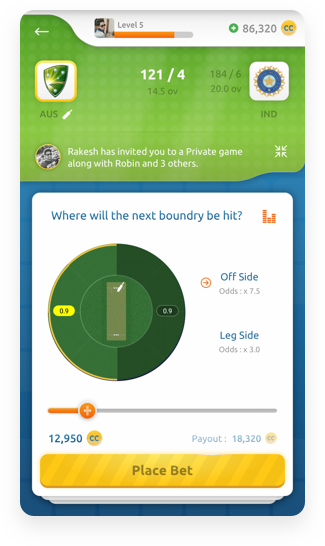 Level 5
86,320 CC
121 / 4
184 / 6
14.5 ov
20.0 ov
AUS
IND
Rakesh has invited you to a Private game
along with Robin and 3 others.
Where will the next boundry be hit?
Off Side
Odds : x 7.5
0.9
0.9
Leg Side
Odds : x 3.0
12,950 CC
Payout : 18,320 CC
Place Bet